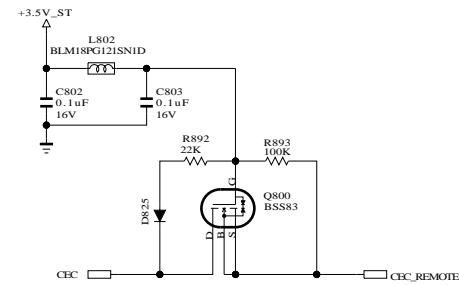 +3.5V_ST
L802
BLM18PG121SN1D
C802
0.1uF
16V
C803
0.1uF
16V
R892
22K
R893
100K
G
Q800
BSS83
D825
D
B
S
CEC
CEC_REMOTE